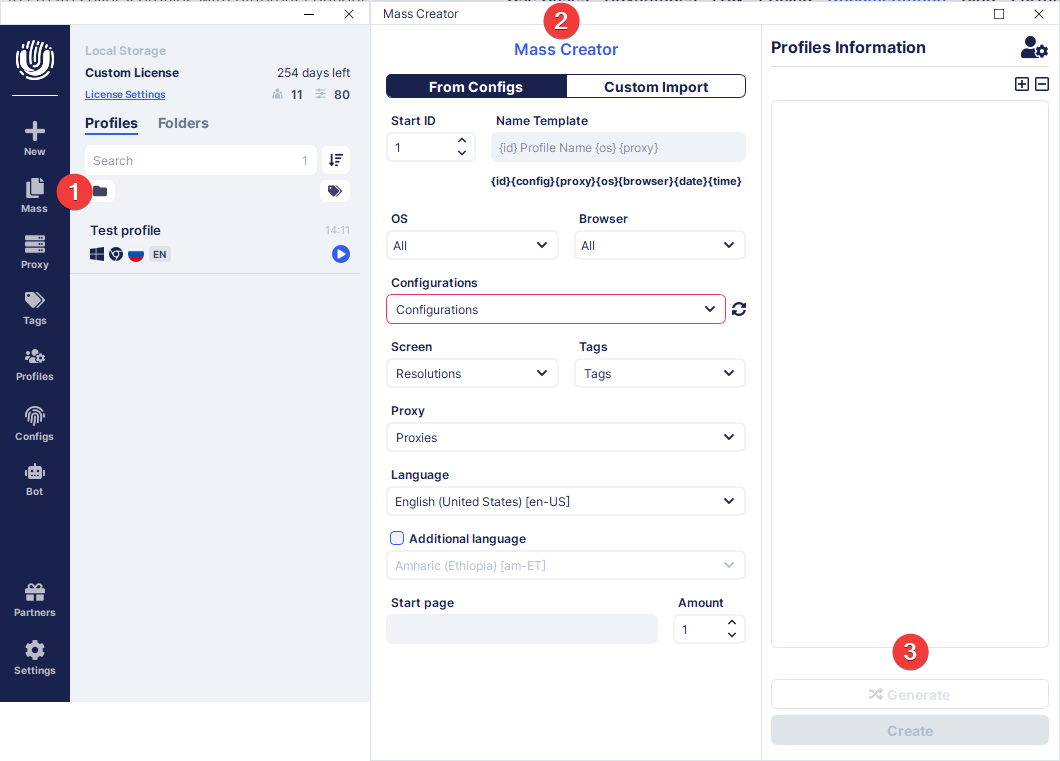 Local Storage
Custom License 254 days left
License Settings 11 80
Profiles Folders
Search 1
New
Mass
Proxy
Tags
Profiles
Configs
Bot
Partners
Settings
1
Test profile 14:11
EN
Mass Creator
2
Mass Creator
From Configs Custom Import
Start ID Name Template
1 {id} Profile Name {os} {proxy}
{id}{config}{proxy}{os}{browser}{date}{time}
OS Browser
All All
Configurations
Configurations
Screen Tags
Resolutions Tags
Proxy
Proxies
Language
English (United States) [en-US]
Additional language
Amharic (Ethiopia) [am-ET]
Start page Amount
1
Profiles Information
3
Generate
Create